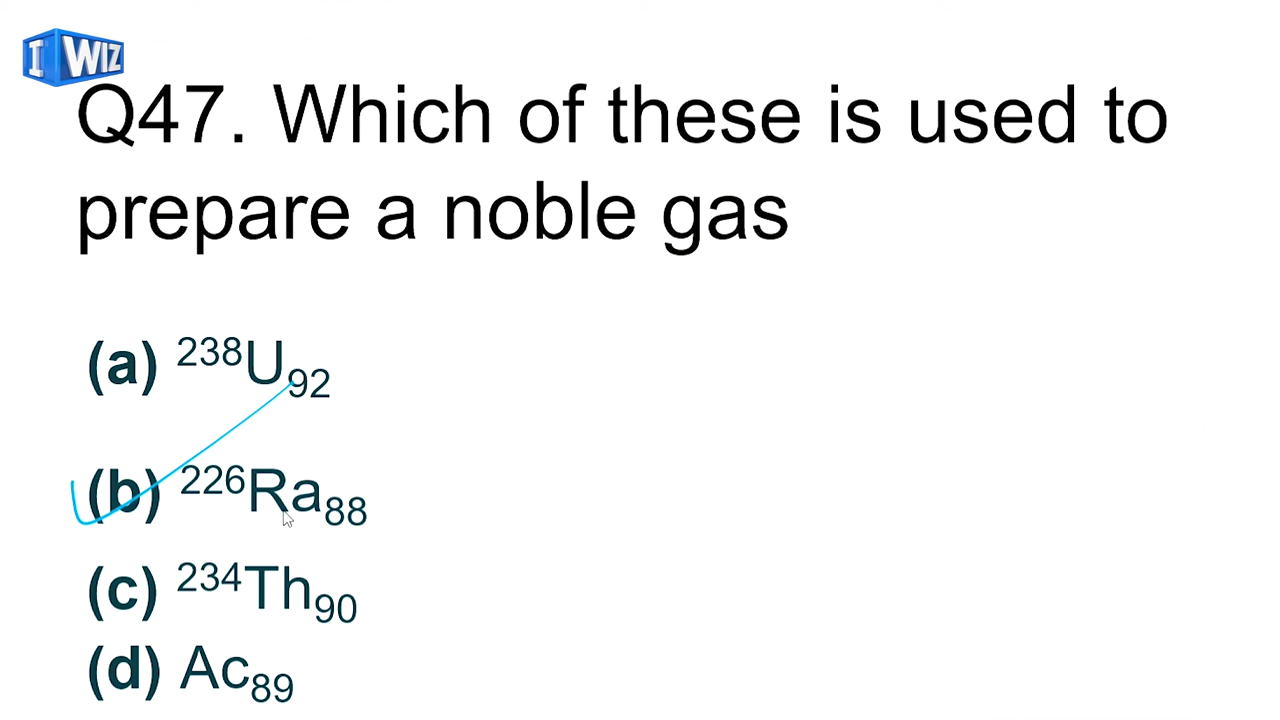 I WIZ
Q47. Which of these is used to
prepare a noble gas
(a) ²³⁸U₉₂
(b) ²²⁶Ra₈₈
(c) ²³⁴Th₉₀
(d) Ac₈₉